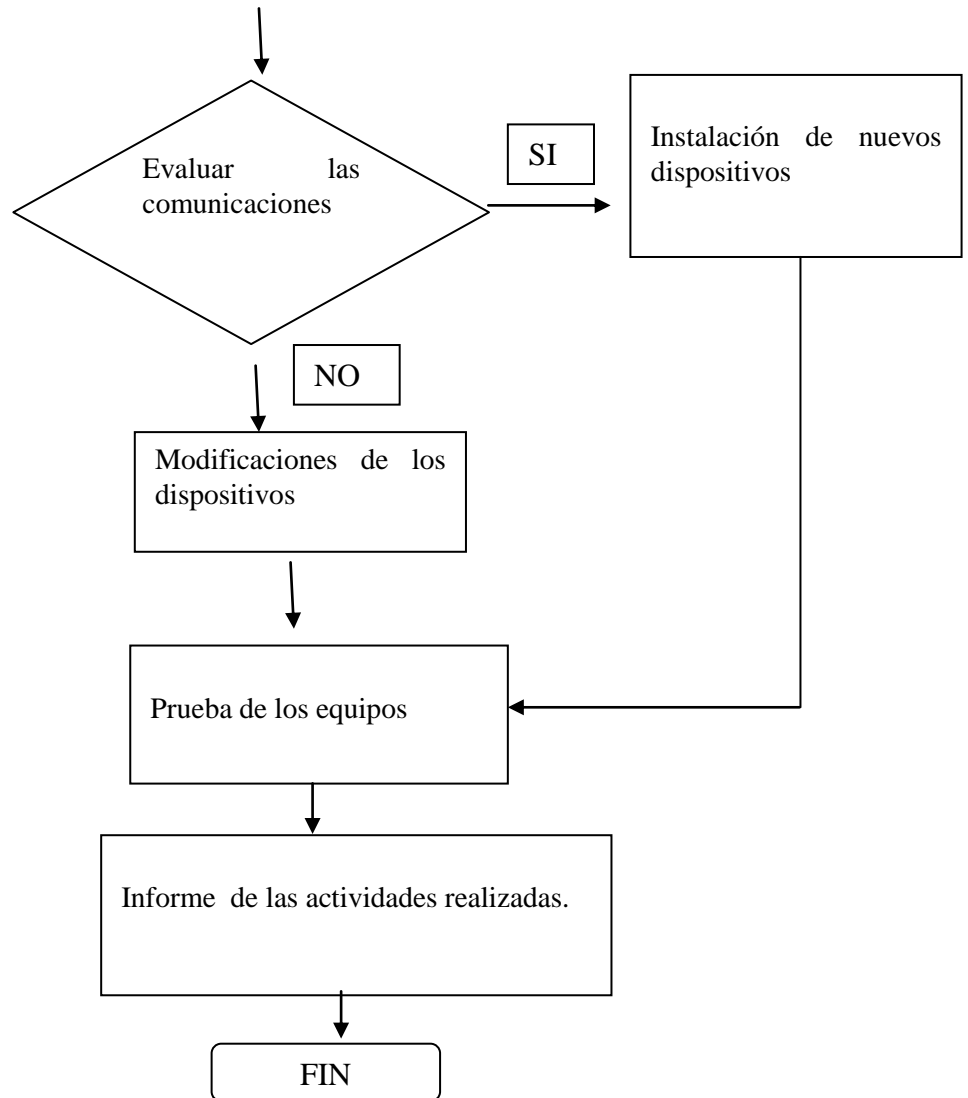 Evaluar las
comunicaciones
SI
Instalación de nuevos
dispositivos
NO
Modificaciones de los
dispositivos
Prueba de los equipos
Informe de las actividades realizadas.
FIN